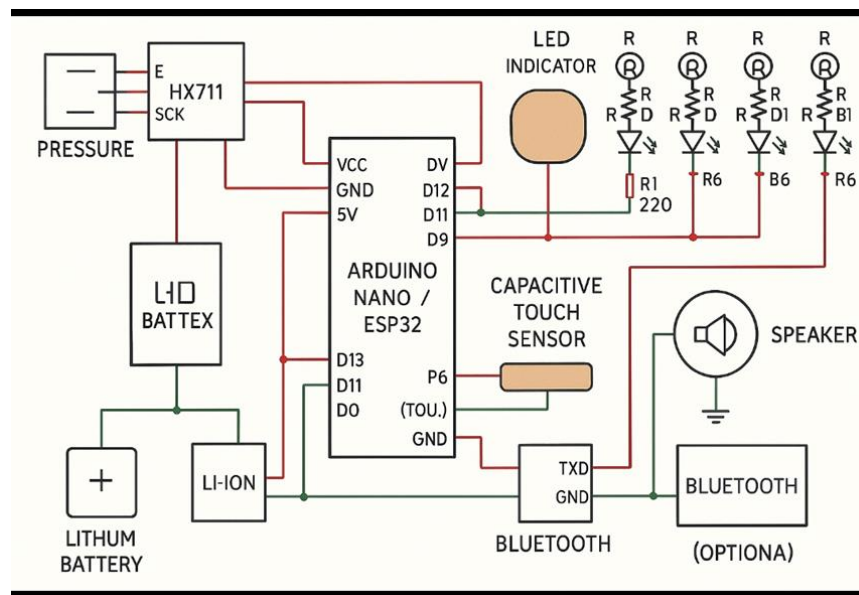 E
HX711
SCK
PRESSURE
LED
INDICATOR
R
R
R
R
R
R
R
R
R
R
R
R
R
D
R
D
R
D1
R
B1
R1
220
R6
B6
R6
VCC
GND
5V
DV
D12
D11
D9
ARDUINO
NANO /
ESP32
D13
D11
D0
P6
(TOU.)
GND
CAPACITIVE
TOUCH
SENSOR
SPEAKER
BATTEX
+
LITHUM
BATTERY
LI-ION
TXD
GND
BLUETOOTH
BLUETOOTH
(OPTIONA)